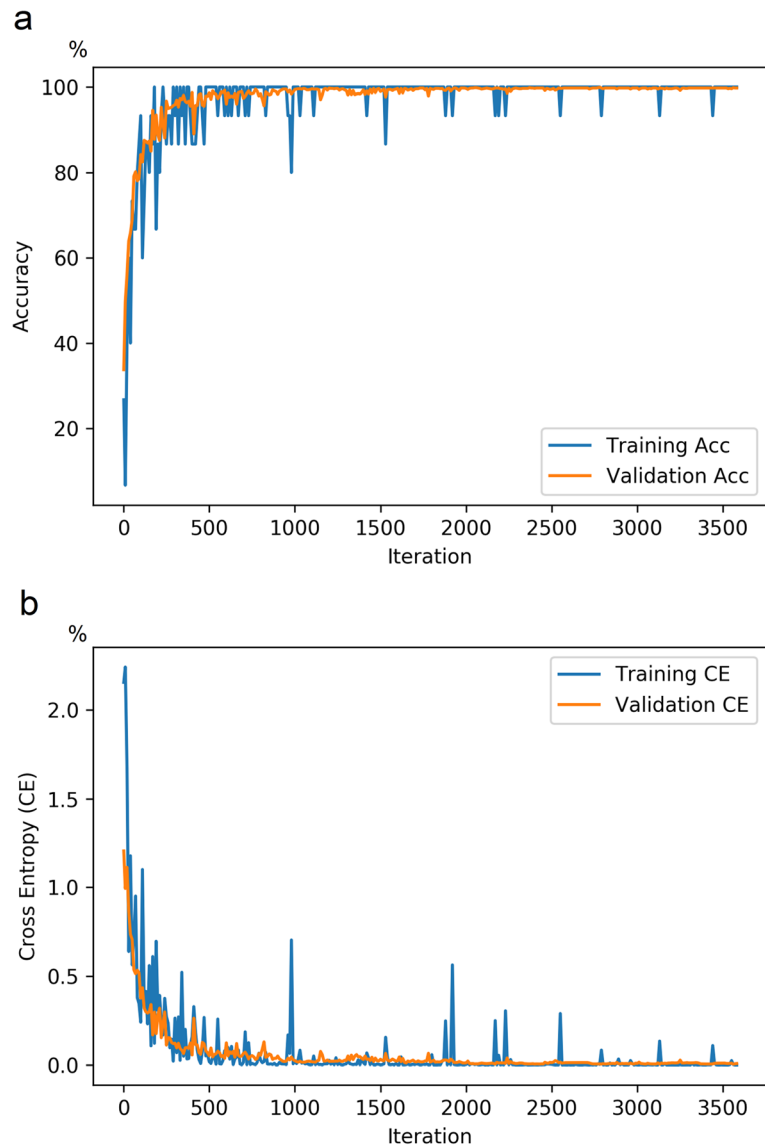 a
%
100
80
60
40
20
Accuracy
Training Acc
Validation Acc
0 500 1000 1500 2000 2500 3000 3500
Iteration
b
%
2.0
1.5
1.0
0.5
0.0
Cross Entropy (CE)
Training CE
Validation CE
0 500 1000 1500 2000 2500 3000 3500
Iteration